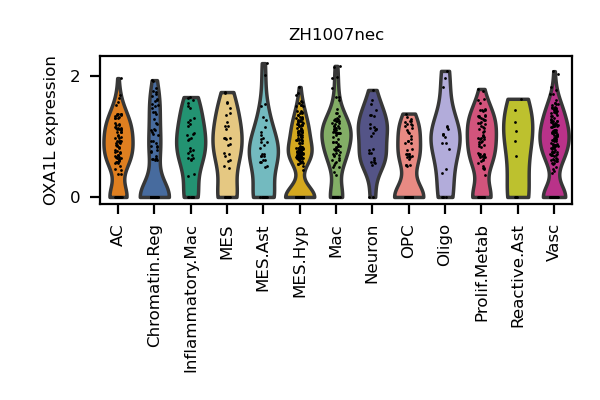 ZH1007nec
OXA1L expression
2
0
AC
Chromatin.Reg
Inflammatory.Mac
MES
MES.Ast
MES.Hyp
Mac
Neuron
OPC
Oligo
Prolif.Metab
Reactive.Ast
Vasc